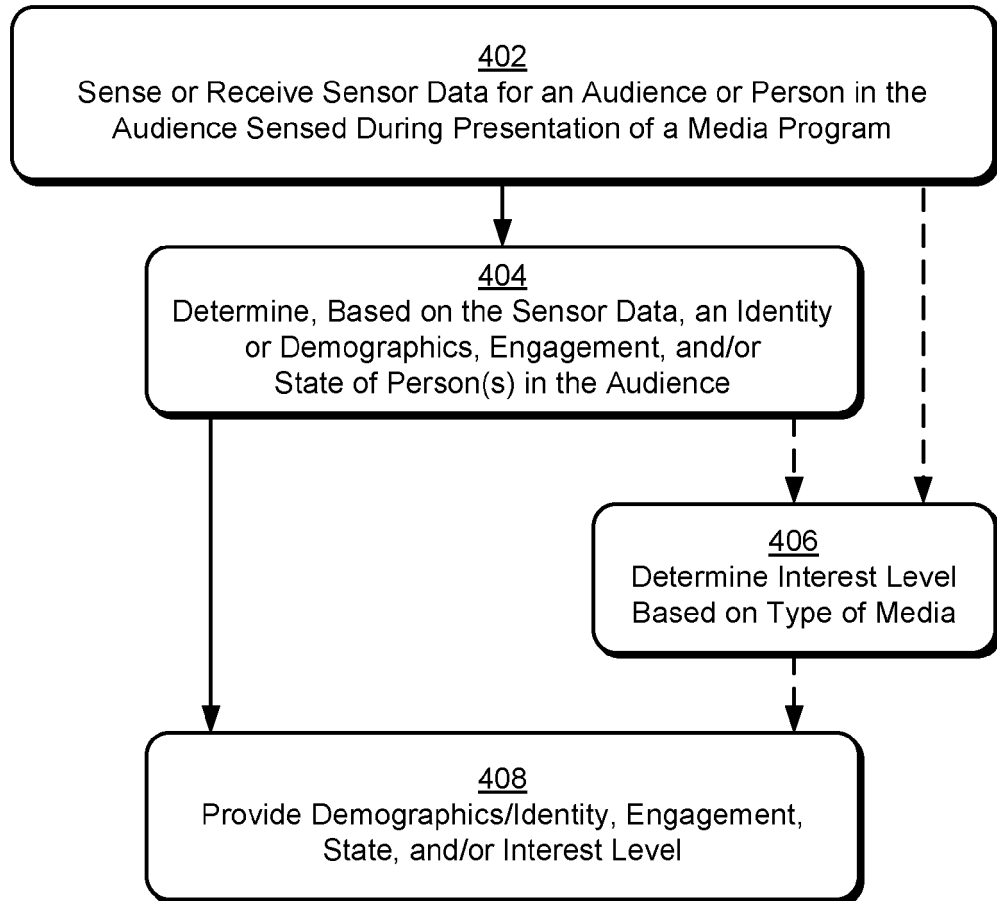 402
Sense or Receive Sensor Data for an Audience or Person in the
Audience Sensed During Presentation of a Media Program
404
Determine, Based on the Sensor Data, an Identity
or Demographics, Engagement, and/or
State of Person(s) in the Audience
406
Determine Interest Level
Based on Type of Media
408
Provide Demographics/Identity, Engagement,
State, and/or Interest Level